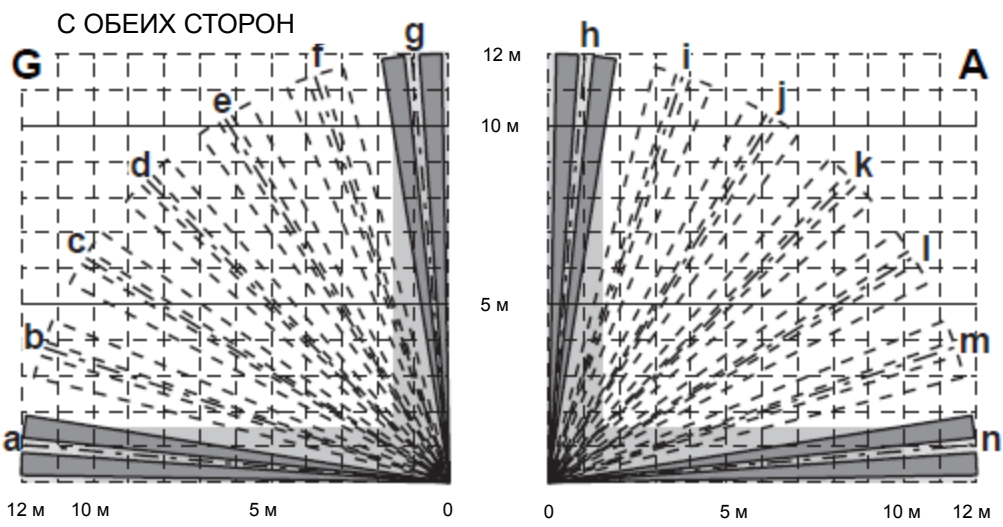 С ОБЕИХ СТОРОН
g
h
G
f
12 м
i
A
e
j
10 м
d
k
c
l
5 м
b
m
a
n
12 м 10 м 5 м 0
0 5 м 10 м 12 м